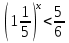 (1 1/5)^x < 5/6